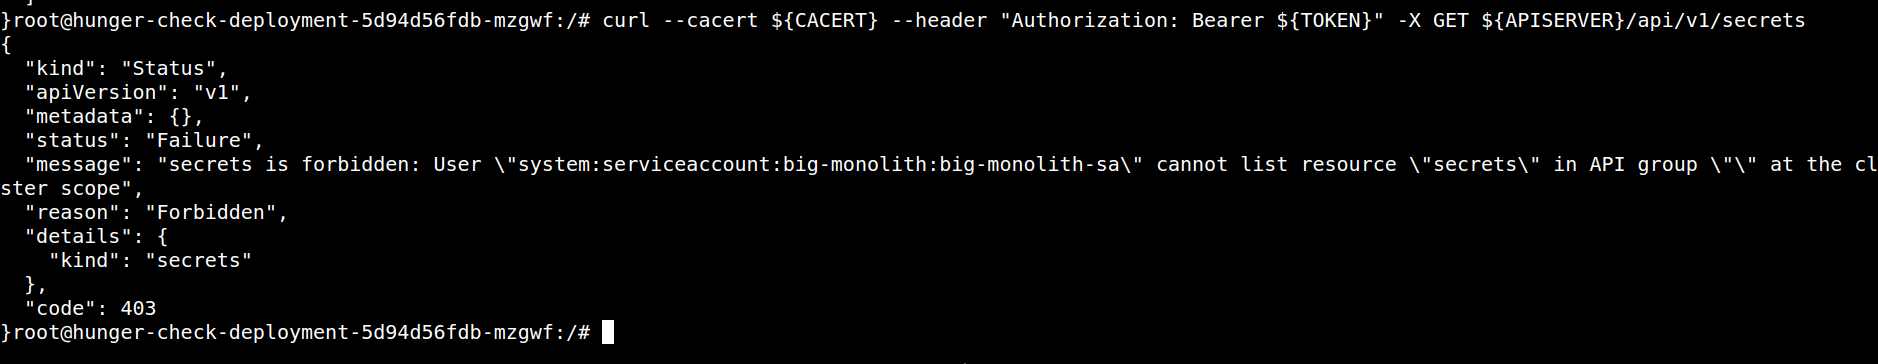 }root@hunger-check-deployment-5d94d56fdb-mzgwf:/# curl --cacert ${CACERT} --header "Authorization: Bearer ${TOKEN}" -X GET ${APISERVER}/api/v1/secrets
{
  "kind": "Status",
  "apiVersion": "v1",
  "metadata": {},
  "status": "Failure",
  "message": "secrets is forbidden: User \"system:serviceaccount:big-monolith:big-monolith-sa\" cannot list resource \"secrets\" in API group \"\" at the cl
ster scope",
  "reason": "Forbidden",
  "details": {
    "kind": "secrets"
  },
  "code": 403
}root@hunger-check-deployment-5d94d56fdb-mzgwf:/#